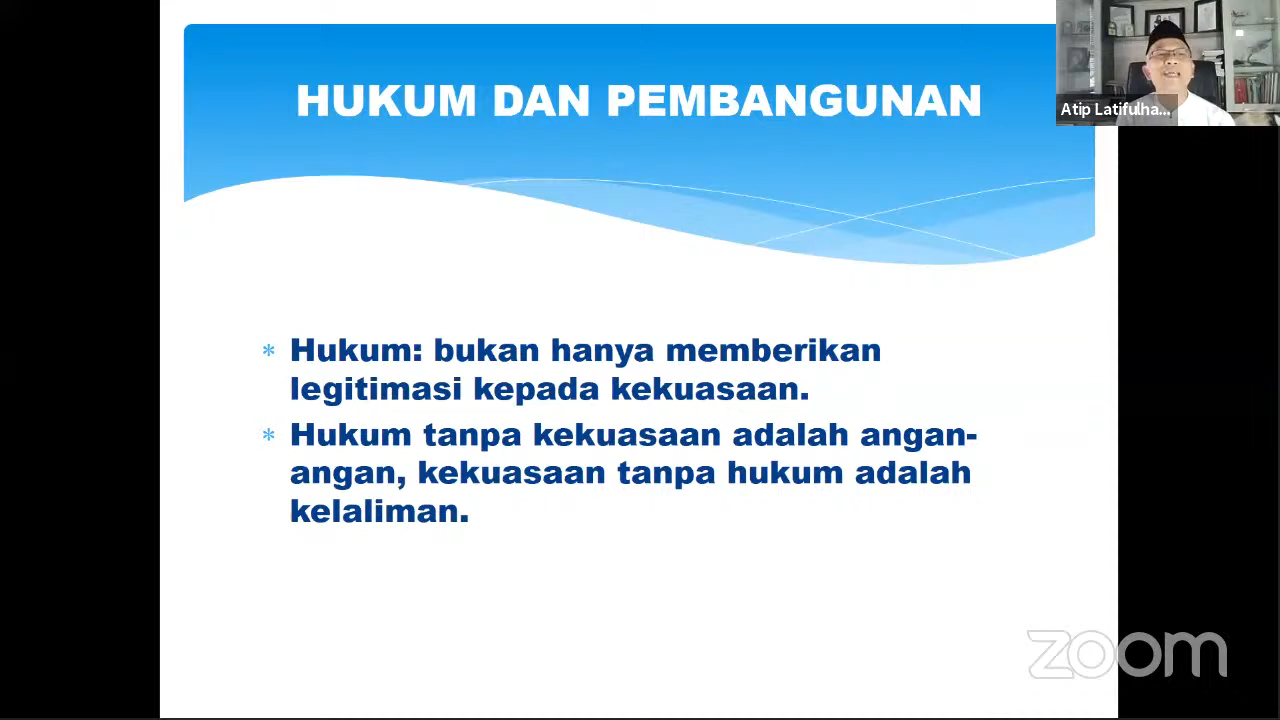 HUKUM DAN PEMBANGUNAN
Atip Latifulha...
* Hukum: bukan hanya memberikan
legitimasi kepada kekuasaan.
* Hukum tanpa kekuasaan adalah angan-
angan, kekuasaan tanpa hukum adalah
kelaliman.
zoom